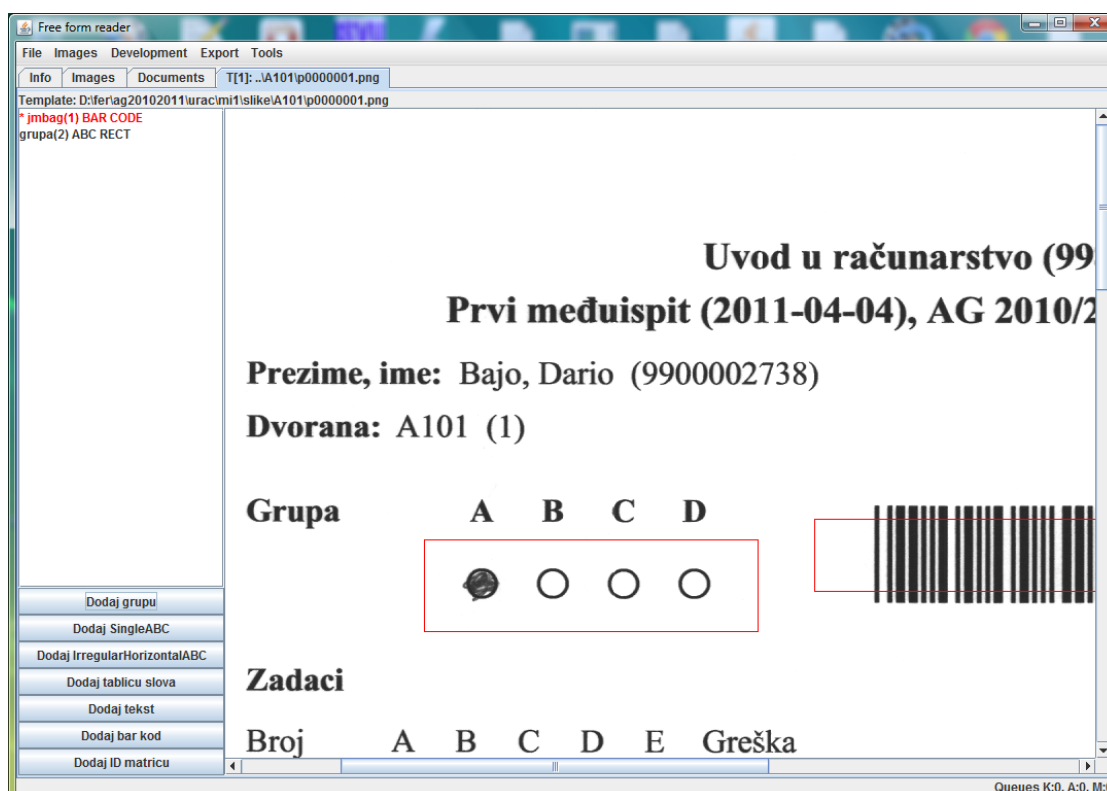 Free form reader
File Images Development Export Tools
Info Images Documents T[1]: ..\A101\p0000001.png
Template: D:\fer\ag20102011\urac\mi1\slike\A101\p0000001.png
* jmbag(1) BAR CODE
grupa(2) ABC RECT
Dodaj grupu
Dodaj SingleABC
Dodaj IrregularHorizontalABC
Dodaj tablicu slova
Dodaj tekst
Dodaj bar kod
Dodaj ID matricu
Uvod u računarstvo (99
Prvi međuispit (2011-04-04), AG 2010/2
Prezime, ime: Bajo, Dario (9900002738)
Dvorana: A101 (1)
Grupa A B C D
Zadaci
Broj A B C D E Greška
Queues K:0, A:0, M: